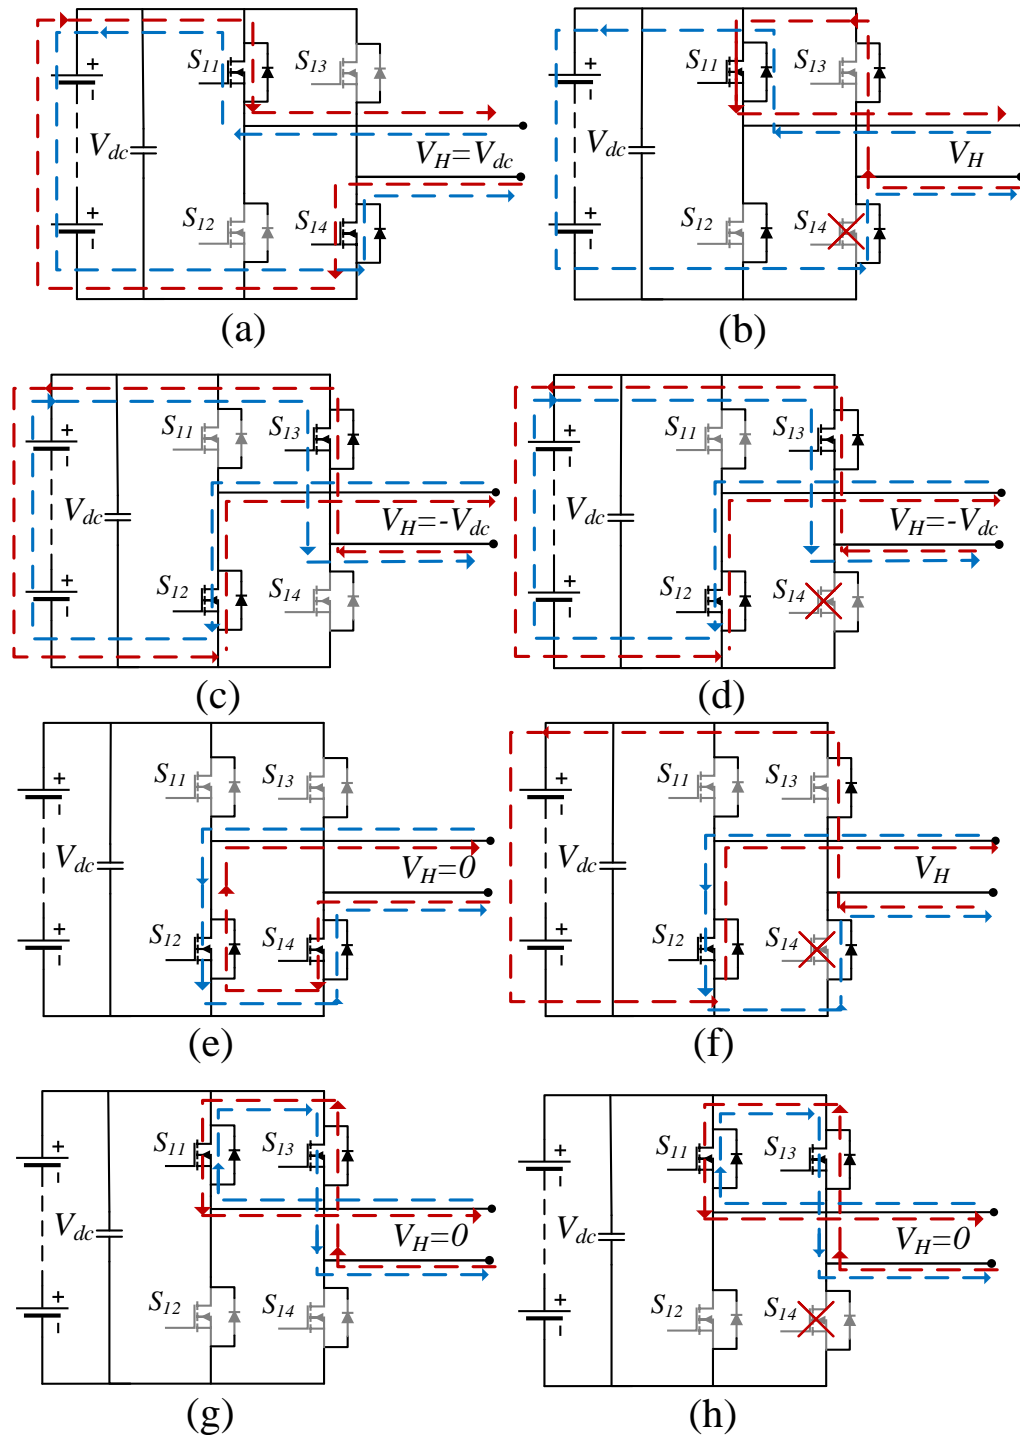 + S11 S13 + S11 S13
Vdc VH=Vdc Vdc VH
+ S12 S14 + S12 S14
(a) (b)
+ S11 S13 + S11 S13
Vdc VH=-Vdc Vdc VH=-Vdc
+ S12 S14 + S12 S14
(c) (d)
+ S11 S13 + S11 S13
Vdc VH=0 Vdc VH
+ S12 S14 + S12 S14
(e) (f)
+ S11 S13 + S11 S13
Vdc VH=0 Vdc VH=0
+ S12 S14 + S12 S14
(g) (h)